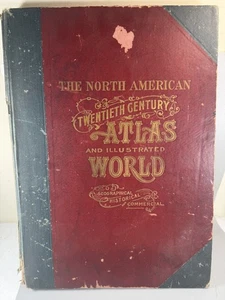 THE NORTH AMERICAN
TWENTIETH CENTURY
ATLAS
AND ILLUSTRATED
WORLD
GEOGRAPHICAL
HISTORICAL
COMMERCIAL